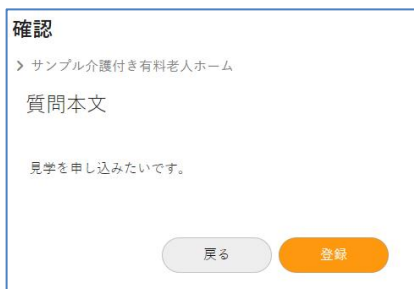 確認
> サンプル介護付き有料老人ホーム
質問本文
見学を申し込みたいです。
戻る
登録